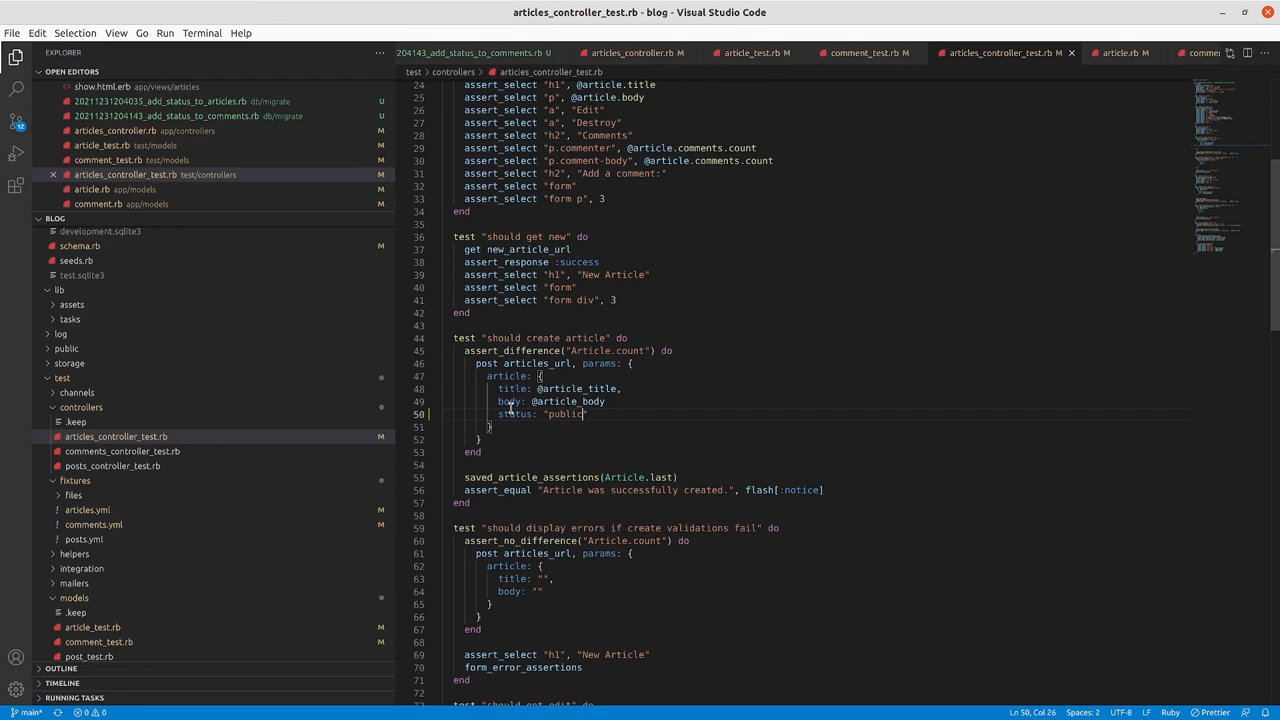 articles_controller_test.rb - blog - Visual Studio Code
File Edit Selection View Go Run Terminal Help
EXPLORER
204143_add_status_to_comments.rb U
articles_controller.rb M
article_test.rb M
comment_test.rb M
articles_controller_test.rb M
article.rb M
commer
OPEN EDITORS
test > controllers > articles_controller_test.rb
show.html.erb app/views/articles
20211231204035_add_status_to_articles.rb db/migrate U
20211231204143_add_status_to_comments.rb db/migrate U
articles_controller.rb app/controllers M
article_test.rb test/models M
comment_test.rb test/models M
articles_controller_test.rb test/controllers M
article.rb app/models M
comment.rb app/models M
BLOG
development.sqlite3
schema.rb M
seeds.rb
test.sqlite3
lib
assets
tasks
log
public
storage
test
channels
controllers
.keep
articles_controller_test.rb M
comments_controller_test.rb
posts_controller_test.rb
fixtures
files
articles.yml
comments.yml
posts.yml
helpers
integration
mailers
models
.keep
article_test.rb M
comment_test.rb M
post_test.rb
OUTLINE
TIMELINE
RUNNING TASKS
24 assert_select "h1", @article.title
25 assert_select "p", @article.body
26 assert_select "a", "Edit"
27 assert_select "a", "Destroy"
28 assert_select "h2", "Comments"
29 assert_select "p.commenter", @article.comments.count
30 assert_select "p.comment-body", @article.comments.count
31 assert_select "h2", "Add a comment:"
32 assert_select "form"
33 assert_select "form p", 3
34 end
35
36 test "should get new" do
37 get new_article_url
38 assert_response :success
39 assert_select "h1", "New Article"
40 assert_select "form"
41 assert_select "form div", 3
42 end
43
44 test "should create article" do
45 assert_difference("Article.count") do
46 post articles_url, params: {
47 article: {
48 title: @article_title,
49 body: @article_body
50 status: "public"
51 }
52 }
53 end
54
55 saved_article_assertions(Article.last)
56 assert_equal "Article was successfully created.", flash[:notice]
57 end
58
59 test "should display errors if create validations fail" do
60 assert_no_difference("Article.count") do
61 post articles_url, params: {
62 article: {
63 title: "",
64 body: ""
65 }
66 }
67 end
68
69 assert_select "h1", "New Article"
70 form_error_assertions
71 end
72
12
main* 0 0 Ln 50, Col 26 Spaces: 2 UTF-8 LF Ruby Prettier